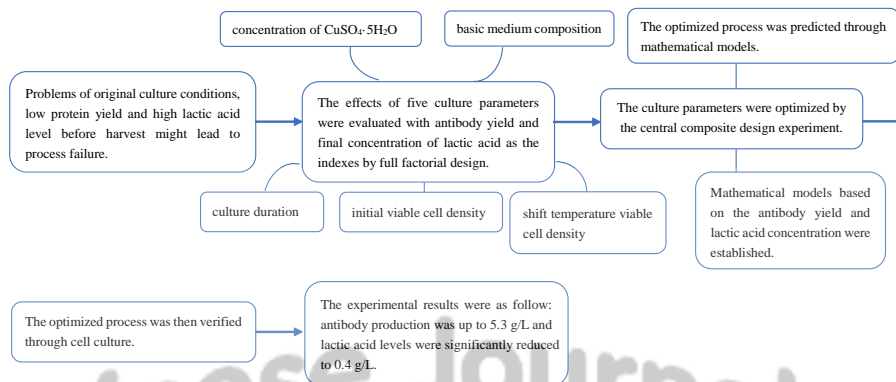 concentration of CuSO₄·5H₂O
basic medium composition
The optimized process was predicted through
mathematical models.
Problems of original culture conditions,
low protein yield and high lactic acid
level before harvest might lead to
process failure.
The effects of five culture parameters
were evaluated with antibody yield and
final concentration of lactic acid as the
indexes by full factorial design.
The culture parameters were optimized by
the central composite design experiment.
culture duration
initial viable cell density
shift temperature viable
cell density
Mathematical models based
on the antibody yield and
lactic acid concentration were
established.
The optimized process was then verified
through cell culture.
The experimental results were as follow:
antibody production was up to 5.3 g/L and
lactic acid levels were significantly reduced
to 0.4 g/L.